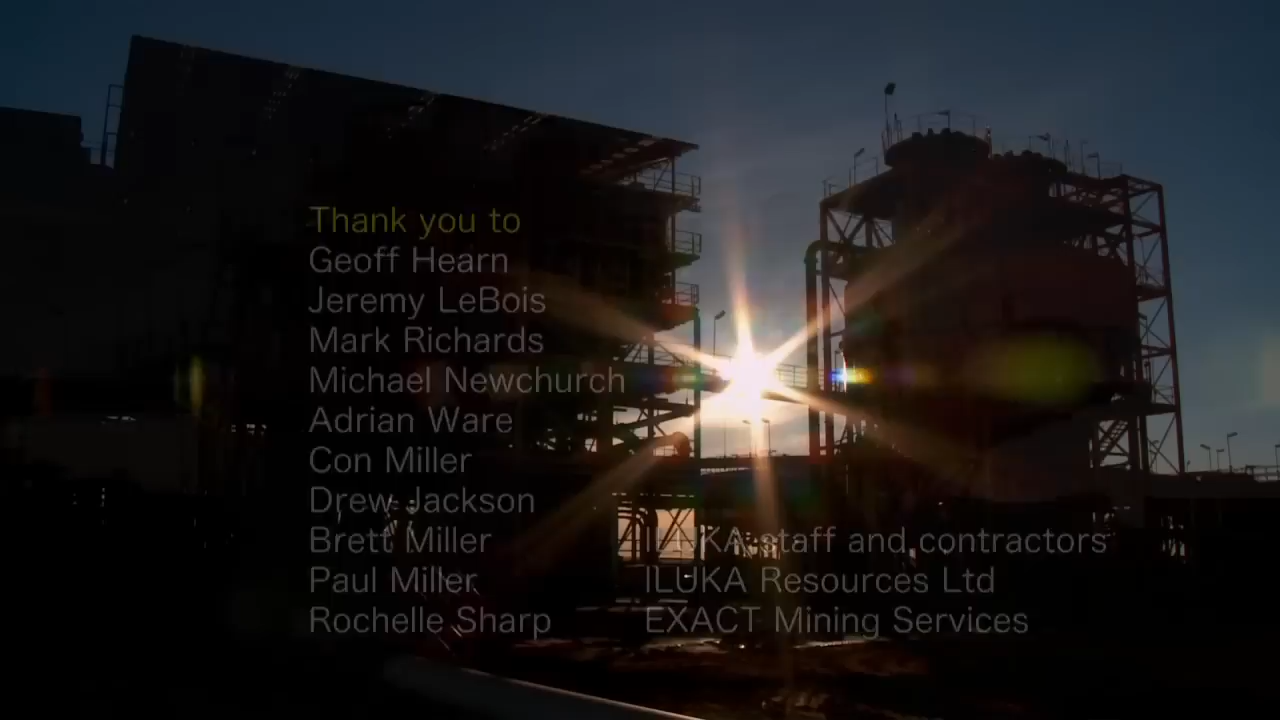 Thank you to
Geoff Hearn
Jeremy LeBois
Mark Richards
Michael Newchurch
Adrian Ware
Con Miller
Drew Jackson
Brett Miller
Paul Miller
Rochelle Sharp
ILUKA staff and contractors
ILUKA Resources Ltd
EXACT Mining Services